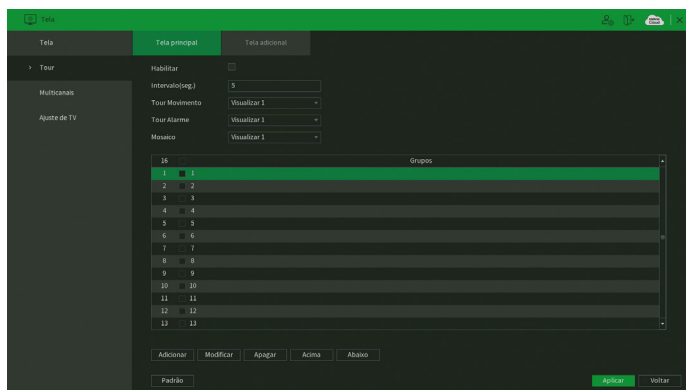 Tela
Tela
Tela principal
Tela adicional
Tour
Habilitar
Intervalo(seg.)
5
Multicanais
Tour Movimento
Visualizar 1
Ajuste de TV
Tour Alarme
Visualizar 1
Mosaico
Visualizar 1
16 Grupos
1 1
2 2
3 3
4 4
5 5
6 6
7 7
8 8
9 9
10 10
11 11
12 12
13 13
Adicionar Modificar Apagar Acima Abaixo
Padrão Aplicar Voltar